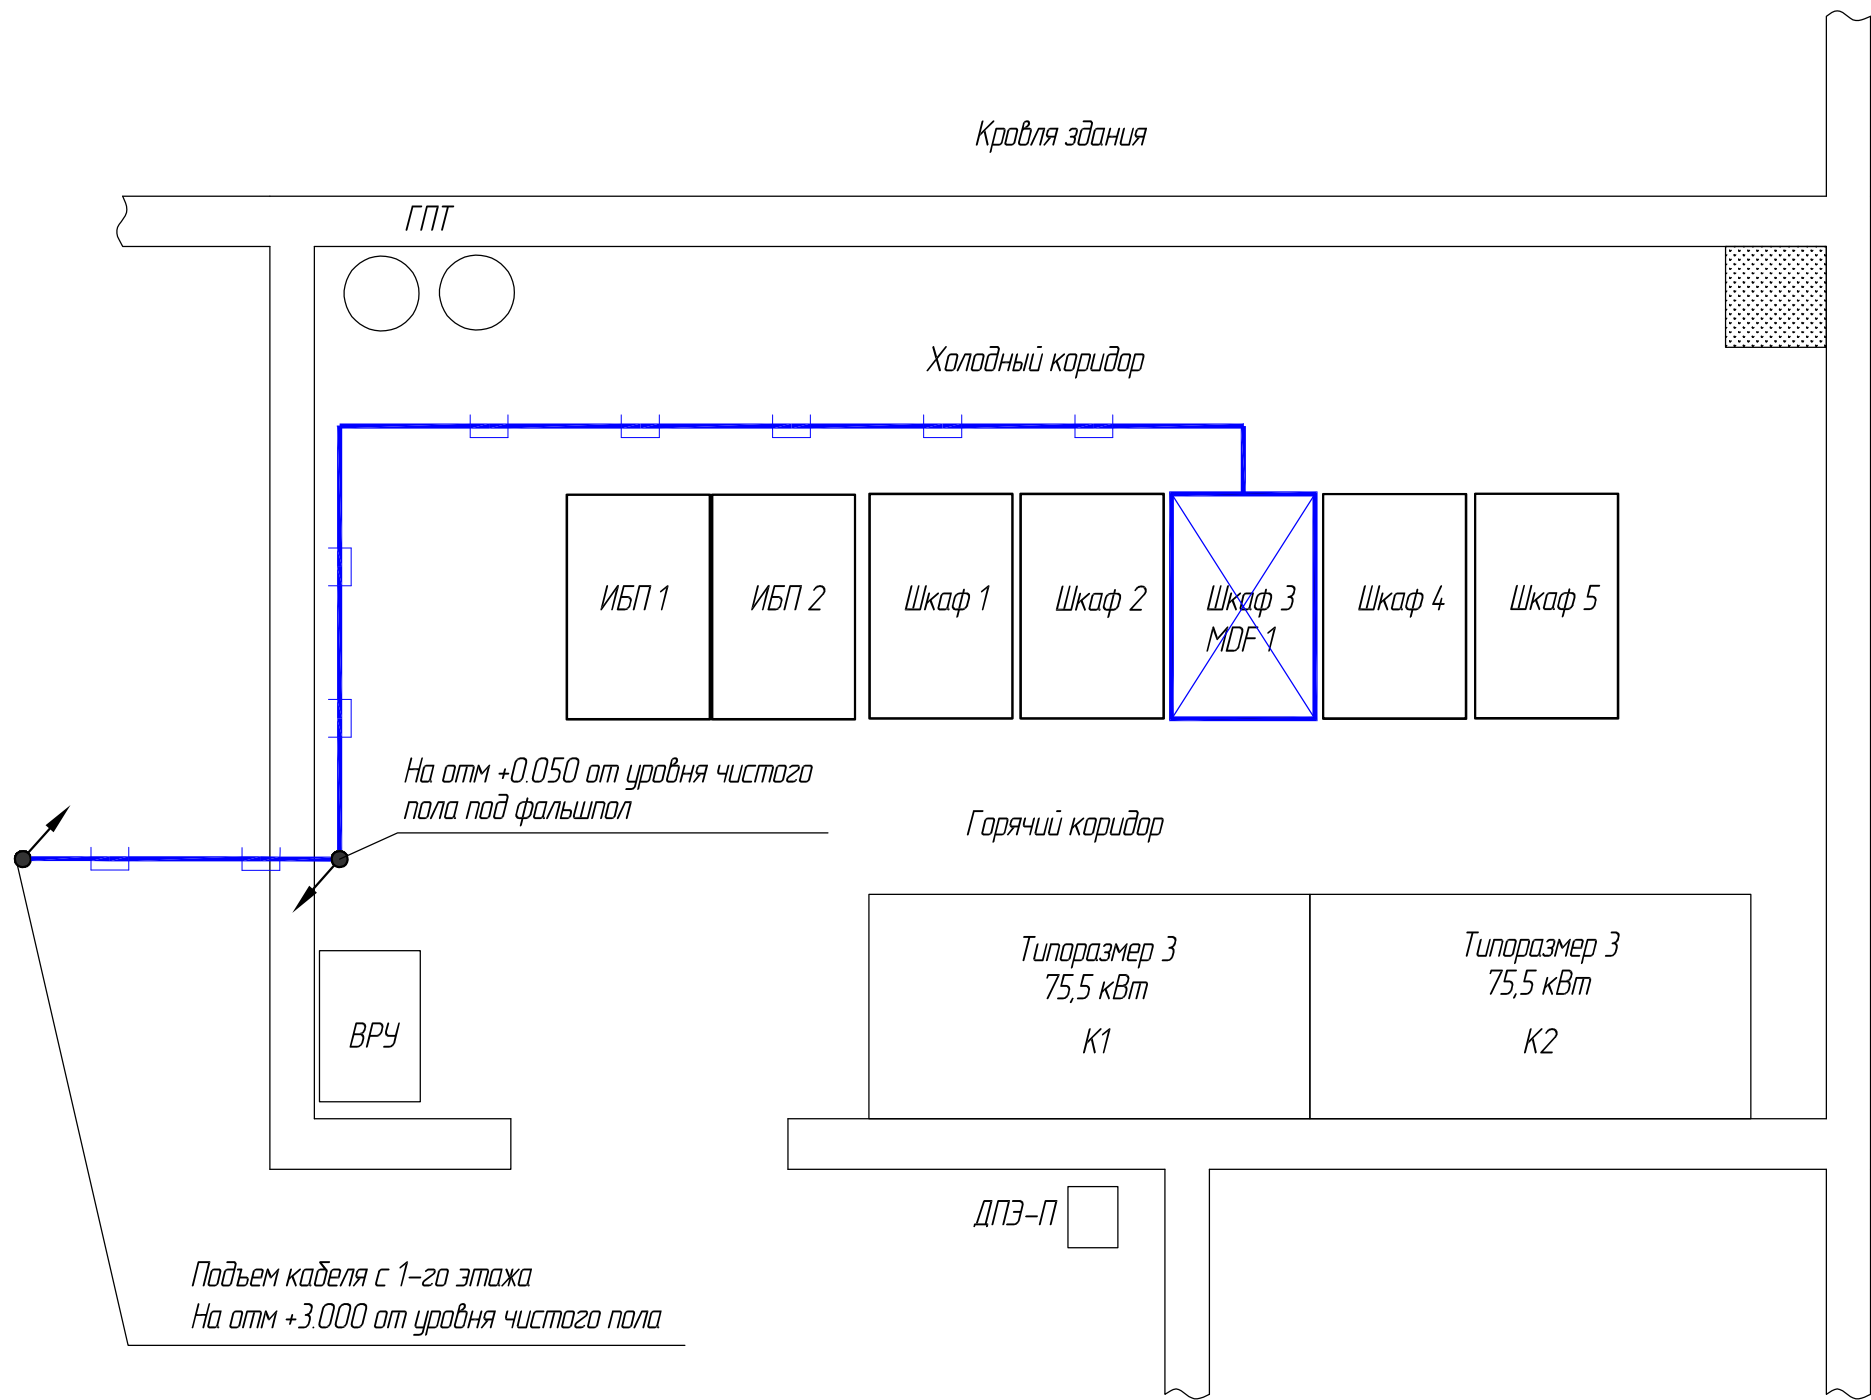 Кровля здания
ГПТ
Холодный коридор
ИБП 1
ИБП 2
Шкаф 1
Шкаф 2
Шкаф 3
MDF 1
Шкаф 4
Шкаф 5
На отм +0.050 от уровня чистого
пола под фальшпол
Горячий коридор
Типоразмер 3
75,5 кВт
К1
Типоразмер 3
75,5 кВт
К2
ВРУ
ДПЭ-П
Подъем кабеля с 1-го этажа
На отм +3.000 от уровня чистого пола